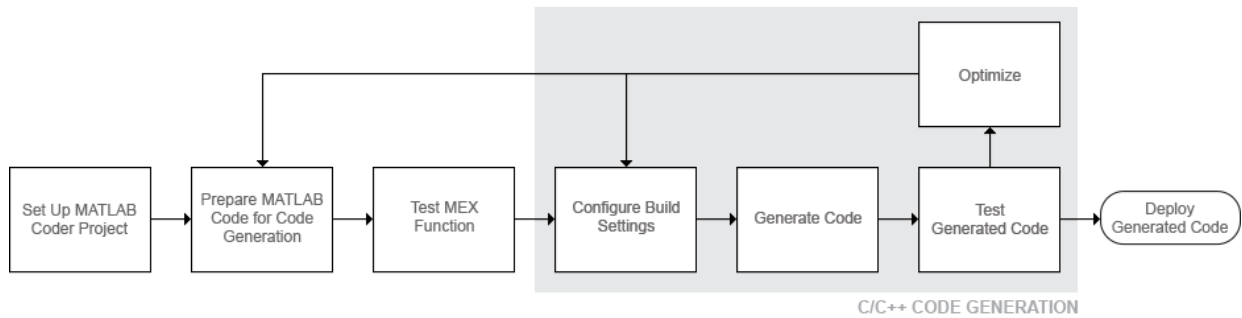 Optimize
Set Up MATLAB
Coder Project
Prepare MATLAB
Code for Code
Generation
Test MEX
Function
Configure Build
Settings
Generate Code
Test
Generated Code
Deploy
Generated Code
C/C++ CODE GENERATION